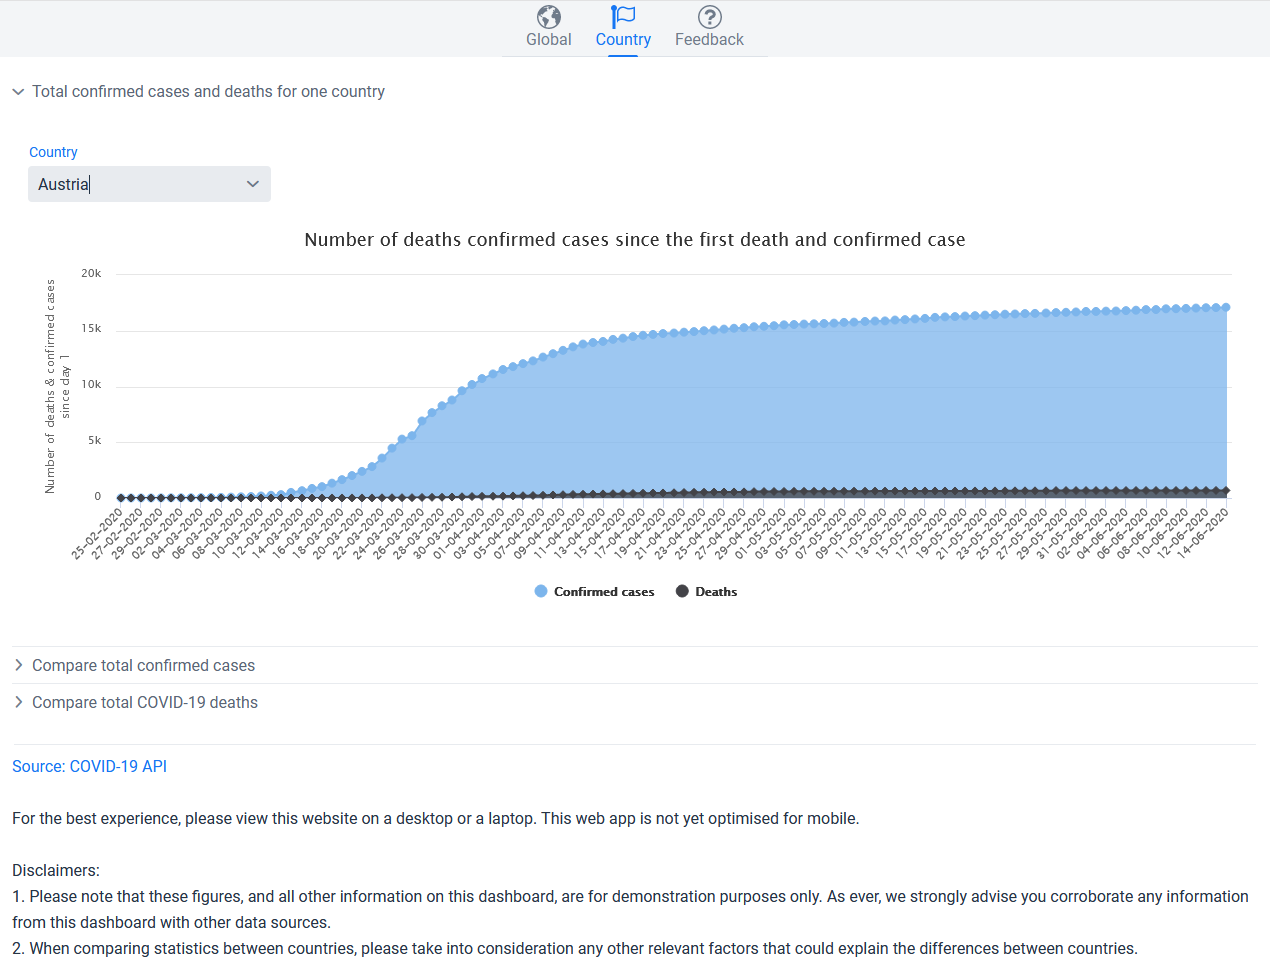 Global
Country
Feedback
Total confirmed cases and deaths for one country
Country
Austria
Number of deaths confirmed cases since the first death and confirmed case
Number of deaths & confirmed cases
since day 1
20k
15k
10k
5k
0
25-02-2020
27-02-2020
29-02-2020
02-03-2020
04-03-2020
06-03-2020
08-03-2020
10-03-2020
12-03-2020
14-03-2020
16-03-2020
18-03-2020
20-03-2020
22-03-2020
24-03-2020
26-03-2020
28-03-2020
30-03-2020
01-04-2020
03-04-2020
05-04-2020
07-04-2020
09-04-2020
11-04-2020
13-04-2020
15-04-2020
17-04-2020
19-04-2020
21-04-2020
23-04-2020
25-04-2020
27-04-2020
29-04-2020
01-05-2020
03-05-2020
05-05-2020
07-05-2020
09-05-2020
11-05-2020
13-05-2020
15-05-2020
17-05-2020
19-05-2020
21-05-2020
23-05-2020
25-05-2020
27-05-2020
29-05-2020
31-05-2020
02-06-2020
04-06-2020
06-06-2020
08-06-2020
10-06-2020
12-06-2020
14-06-2020
Confirmed cases
Deaths
Compare total confirmed cases
Compare total COVID-19 deaths
Source: COVID-19 API
For the best experience, please view this website on a desktop or a laptop. This web app is not yet optimised for mobile.
Disclaimers:
1. Please note that these figures, and all other information on this dashboard, are for demonstration purposes only. As ever, we strongly advise you corroborate any information
from this dashboard with other data sources.
2. When comparing statistics between countries, please take into consideration any other relevant factors that could explain the differences between countries.